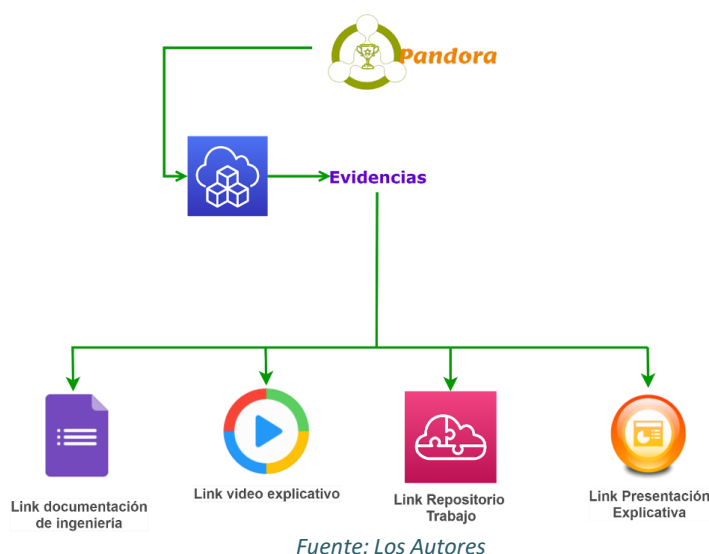 Pandora
Evidencias
Link documentación
de ingeniería
Link video explicativo
Link Repositorio
Trabajo
Link Presentación
Explicativa
Fuente: Los Autores